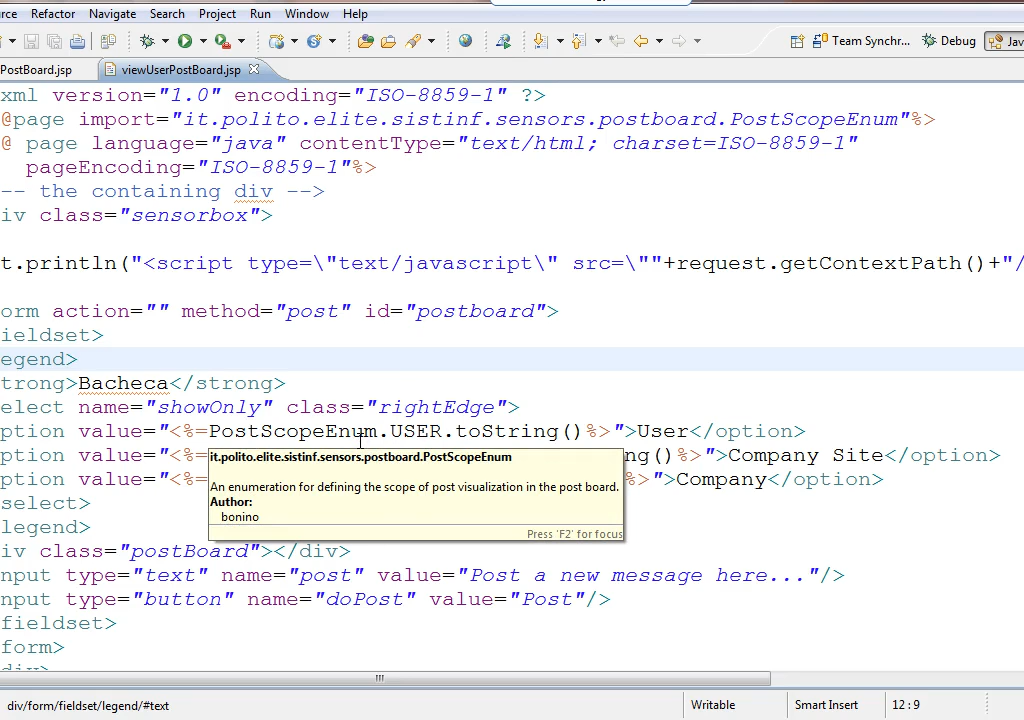 rce Refactor Navigate Search Project Run Window Help
Team Synchr... Debug Jav
PostBoard.jsp viewUserPostBoard.jsp
xml version="1.0" encoding="ISO-8859-1" ?>
@page import="it.polito.elite.sistinf.sensors.postboard.PostScopeEnum"%>
@ page language="java" contentType="text/html; charset=ISO-8859-1"
pageEncoding="ISO-8859-1"%>
-- the containing div -->
iv class="sensorbox">
t.println("<script type=\"text/javascript\" src=\""+request.getContextPath()+"/
orm action="" method="post" id="postboard">
ieldset>
egend>
trong>Bacheca</strong>
elect name="showOnly" class="rightEdge">
ption value="<%=PostScopeEnum.USER.toString()%>">User</option>
ption value="<%= ng()%>">Company Site</option>
ption value="<%= %>">Company</option>
it.polito.elite.sistinf.sensors.postboard.PostScopeEnum
An enumeration for defining the scope of post visualization in the post board.
Author:
bonino
Press 'F2' for focus
select>
legend>
iv class="postBoard"></div>
nput type="text" name="post" value="Post a new message here..."/>
nput type="button" name="doPost" value="Post"/>
fieldset>
form>
div>
div/form/fieldset/legend/#text Writable Smart Insert 12:9